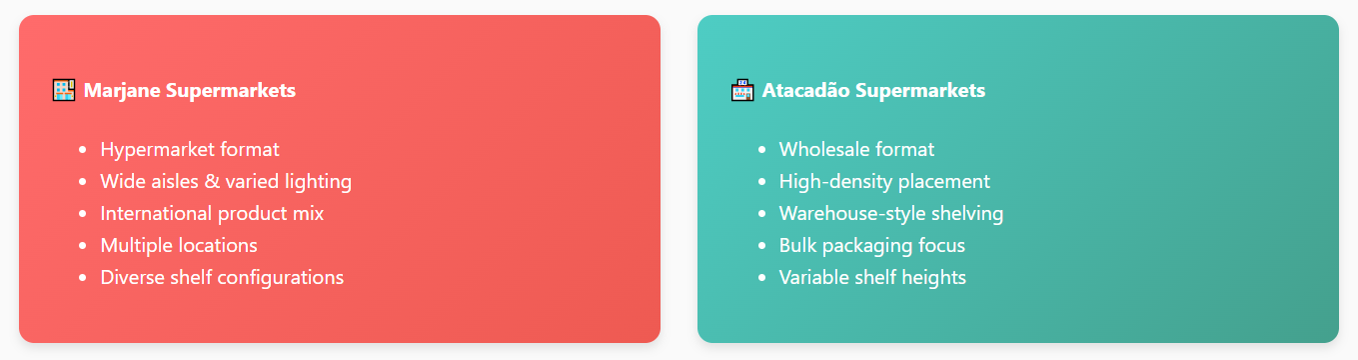 Marjane Supermarkets
Hypermarket format
Wide aisles & varied lighting
International product mix
Multiple locations
Diverse shelf configurations
Atacadão Supermarkets
Wholesale format
High-density placement
Warehouse-style shelving
Bulk packaging focus
Variable shelf heights